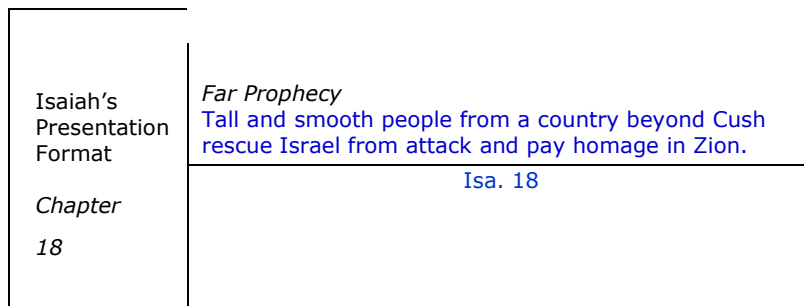 Isaiah's
Presentation
Format
Chapter
18
Far Prophecy
Tall and smooth people from a country beyond Cush
rescue Israel from attack and pay homage in Zion.
Isa. 18